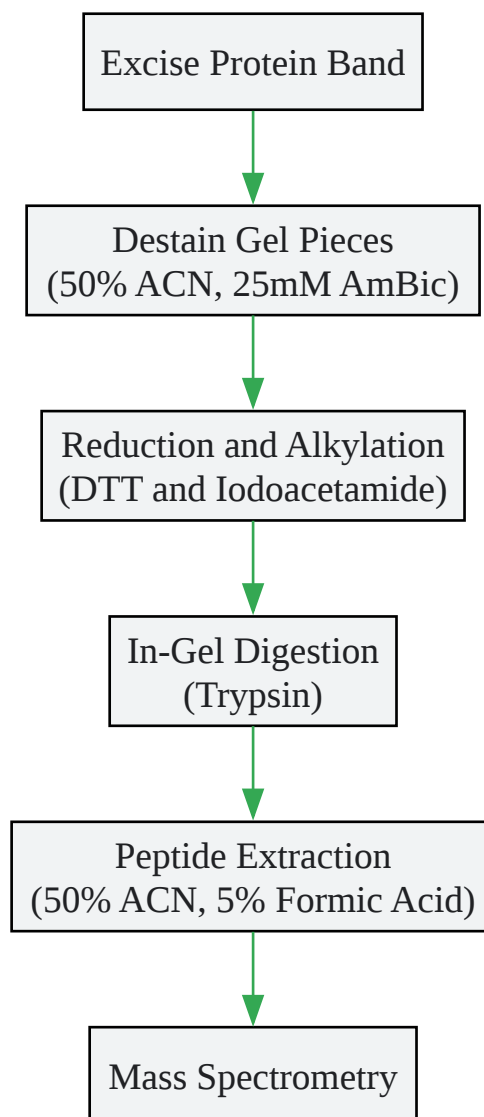 Excise Protein Band
Destain Gel Pieces
(50% ACN, 25mM AmBic)
Reduction and Alkylation
(DTT and Iodoacetamide)
In-Gel Digestion
(Trypsin)
Peptide Extraction
(50% ACN, 5% Formic Acid)
Mass Spectrometry